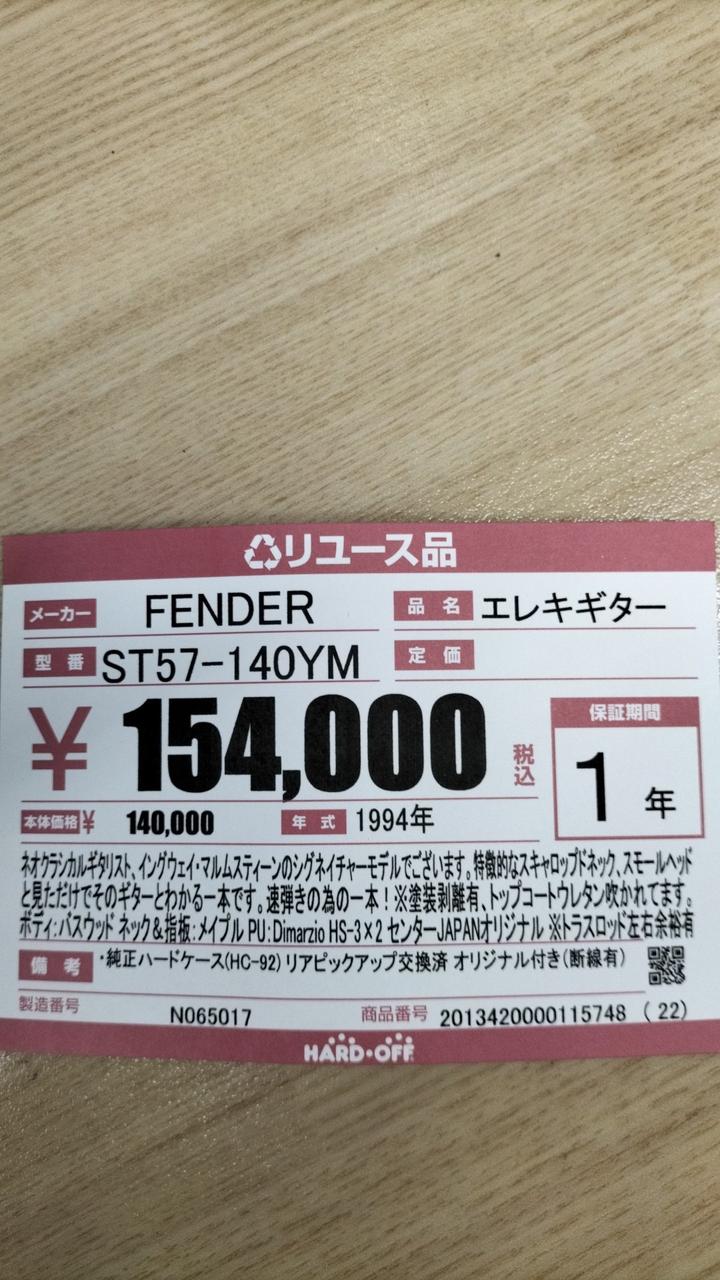 リユース品
メーカー FENDER 品名 エレキギター
型番 ST57-140YM 定価
¥154,000 税込
保証期間
1年
本体価格¥ 140,000 年式 1994年
ネオクラシカルギタリスト、イングウェイ・マルムスティーンのシグネイチャーモデルでございます。特徴的なスキャロップドネック、スモールヘッド
と見ただけでそのギターとわかる一本です。速弾きの為の一本！※塗装剥離有、トップコートウレタン吹かれてます。
ボディ：バスウッド ネック＆指板：メイプル PU：Dimarzio HS-3×2 センターJAPANオリジナル ※トラスロッド左右余裕有
備考 ・純正ハードケース(HC-92) リアピックアップ交換済 オリジナル付き(断線有)
製造番号 N065017 商品番号 2013420000115748 (22)
HARD・OFF